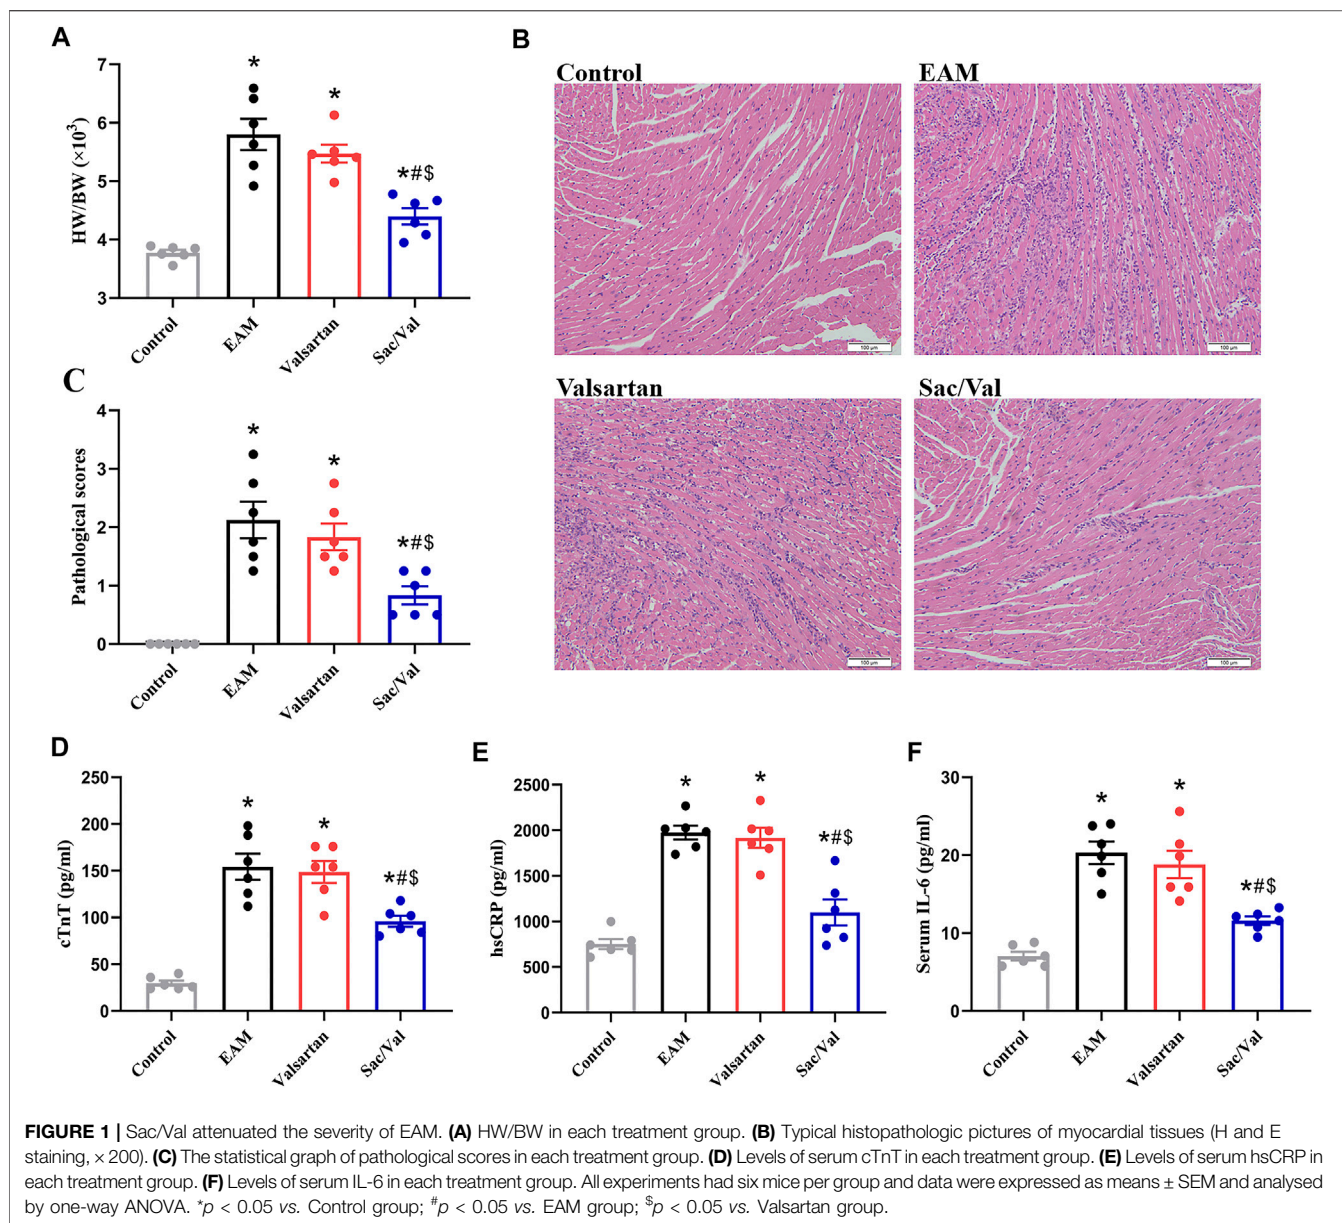 A
HW/BW (×10³)
7
6
5
4
3
*
*
*#$
Control
EAM
Valsartan
Sac/Val
B
Control
EAM
100 μm
100 μm
Valsartan
Sac/Val
100 μm
100 μm
C
Pathological scores
4
3
2
1
0
*
*
*#$
Control
EAM
Valsartan
Sac/Val
D
cTnT (pg/ml)
250
200
150
100
50
0
*
*
*#$
Control
EAM
Valsartan
Sac/Val
E
hsCRP (pg/ml)
2500
2000
1500
1000
500
0
*
*
*#$
Control
EAM
Valsartan
Sac/Val
F
Serum IL-6 (pg/ml)
30
20
10
0
*
*
*#$
Control
EAM
Valsartan
Sac/Val
FIGURE 1 | Sac/Val attenuated the severity of EAM. (A) HW/BW in each treatment group. (B) Typical histopathologic pictures of myocardial tissues (H and E
staining, ×200). (C) The statistical graph of pathological scores in each treatment group. (D) Levels of serum cTnT in each treatment group. (E) Levels of serum hsCRP in
each treatment group. (F) Levels of serum IL-6 in each treatment group. All experiments had six mice per group and data were expressed as means ± SEM and analysed
by one-way ANOVA. *p < 0.05 vs. Control group; #p < 0.05 vs. EAM group; $p < 0.05 vs. Valsartan group.